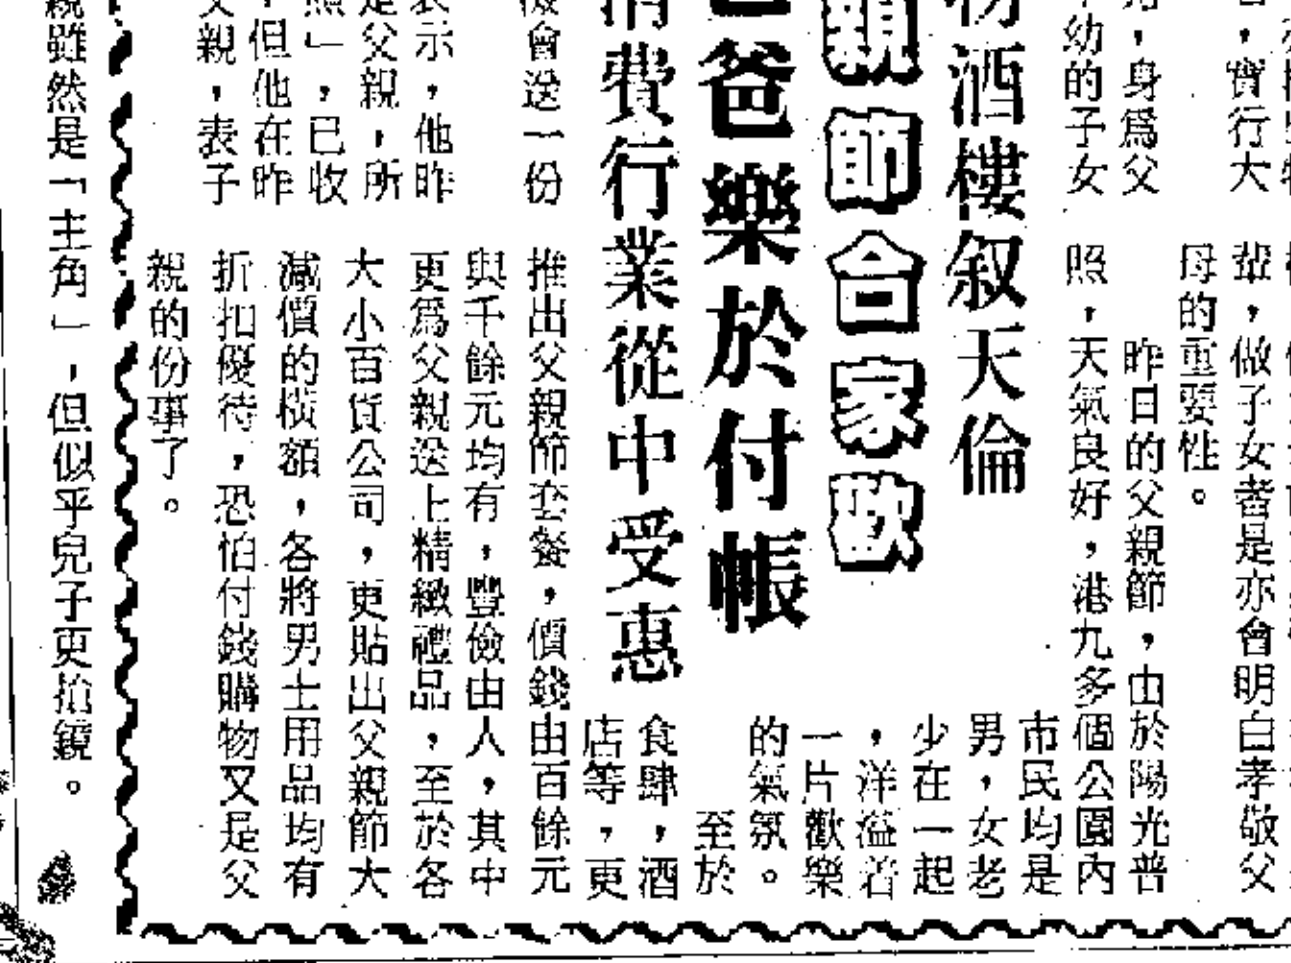 實行大
輩，做子女者是亦會明白孝敬父
母的重要性。
，身為父
幼的子女
昨日的父親節，由於陽光普
照，天氣良好，港九多個公園內
市民均是
男，女老
少在一起
，洋溢着
一片歡樂
的氣氛。
至於
酒樓叙天倫
親節合家歡
爸樂於付帳
消費行業從中受惠
食肆，酒
店等，更
會送一份
推出父親節套餐，價錢由百餘元
與千餘元均有，豐儉由人，其中
更為父親送上精緻禮品，至於各
大小百貨公司，更貼出父親節大
減價的橫額，各將男士用品均有
折扣優待，恐怕付錢購物又是父
親的份事了。
表示，他昨
是父親，所
照」，已收
，但他在昨
父親，表子
親雖然是「主角」，但似乎兒子更搶鏡。